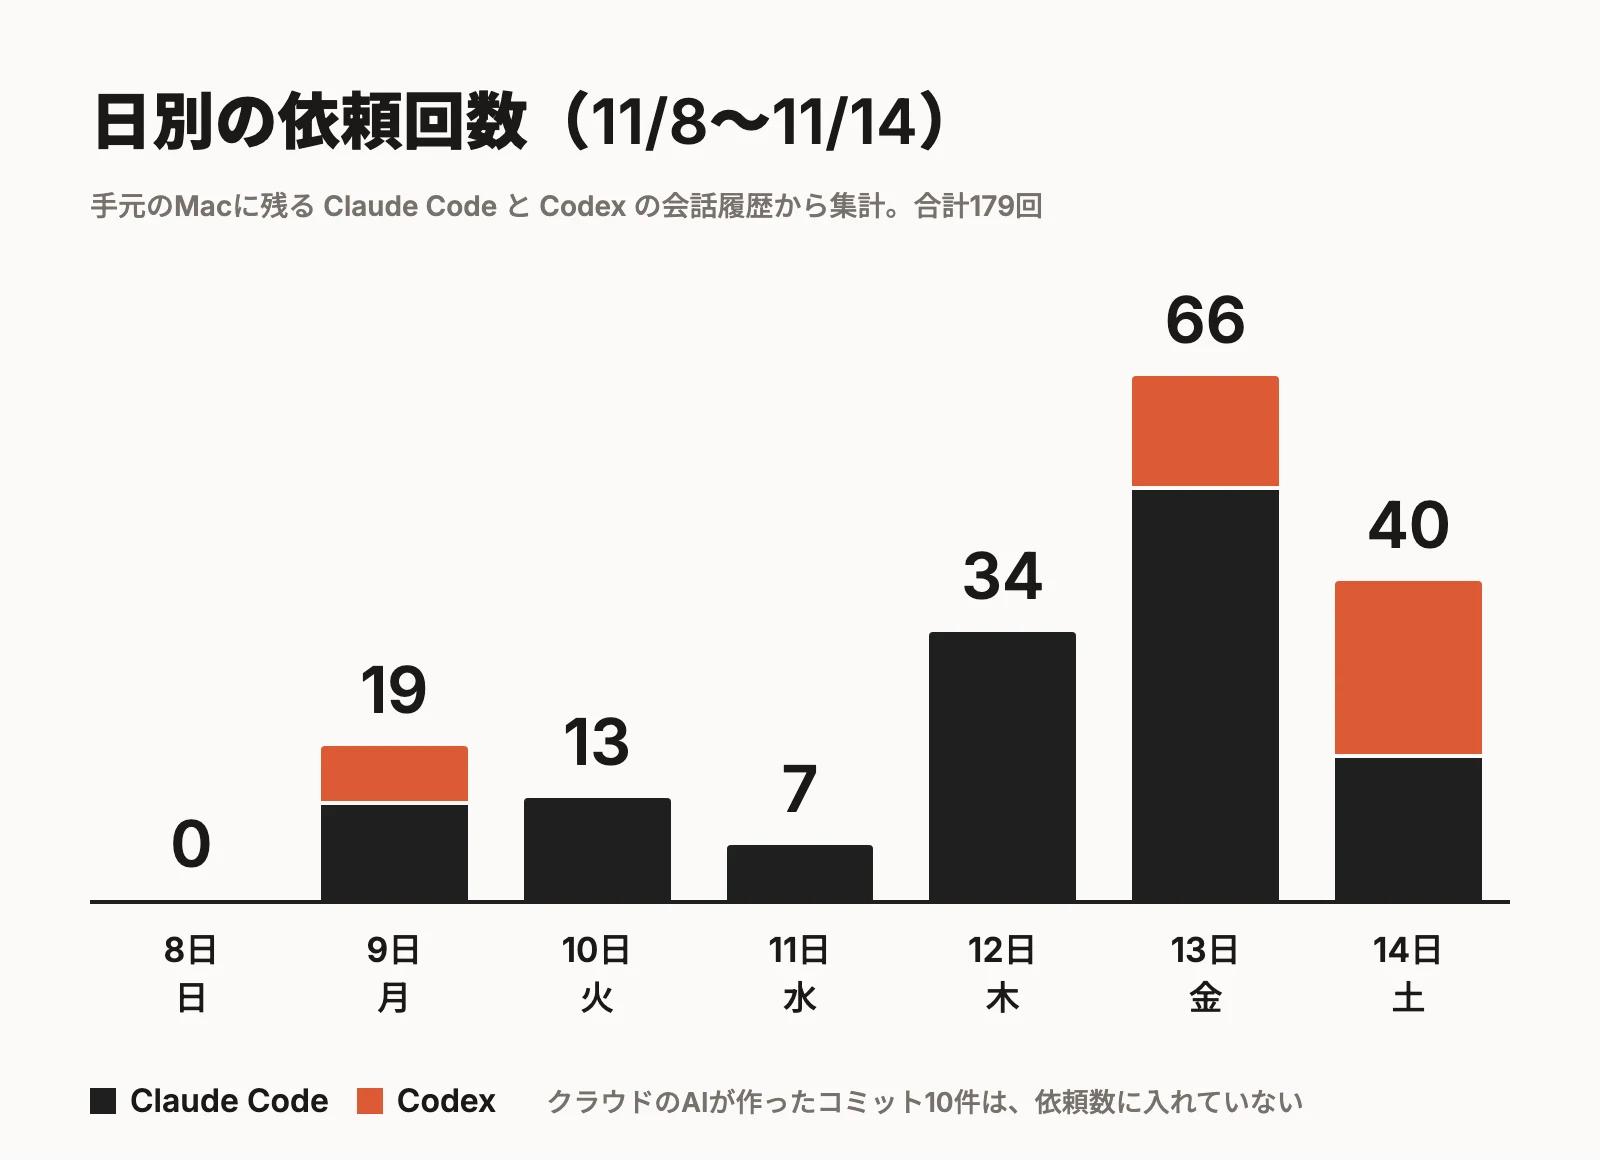 日別の依頼回数（11/8〜11/14）
手元のMacに残る Claude Code と Codex の会話履歴から集計。合計179回
66
40
34
19
13
7
0
8日 9日 10日 11日 12日 13日 14日
日 月 火 水 木 金 土
Claude Code Codex クラウドのAIが作ったコミット10件は、依頼数に入れていない